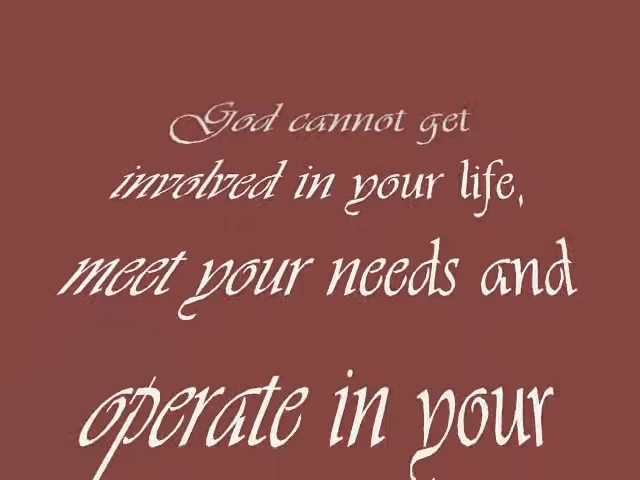 God cannot get
involved in your life,
meet your needs and
operate in your